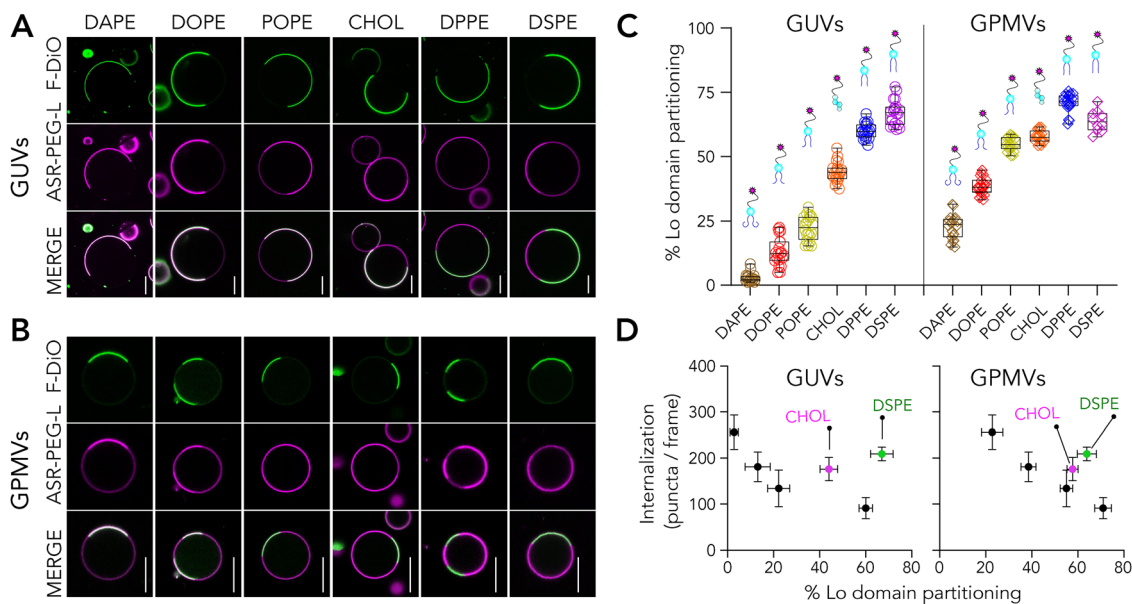 A
DAPE DOPE POPE CHOL DPPE DSPE
GUVs
F-DiO
ASR-PEG-L
MERGE
B
GPMVs
F-DiO
ASR-PEG-L
MERGE
C
GUVs GPMVs
% Lo domain partitioning
100
75
50
25
0
DAPE DOPE POPE CHOL DPPE DSPE DAPE DOPE POPE CHOL DPPE DSPE
D
GUVs GPMVs
Internalization
(puncta / frame)
400
300
200
100
0
CHOL DSPE CHOL DSPE
0 20 40 60 80 0 20 40 60 80
% Lo domain partitioning